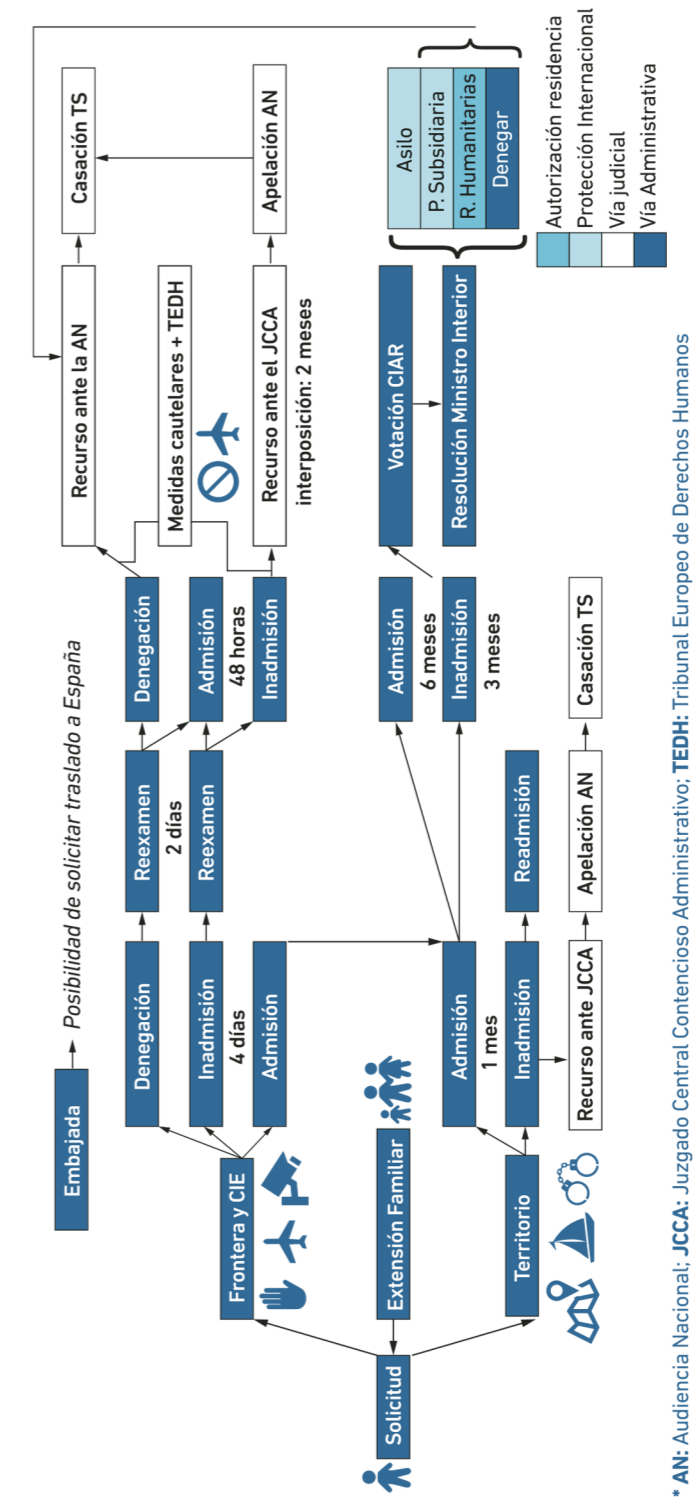 Embajada
Posibilidad de solicitar traslado a España
Solicitud
Frontera y CIE
Extensión Familiar
Territorio
Denegación
Inadmisión
4 días
Admisión
Reexamen
2 días
Reexamen
Denegación
Admisión
48 horas
Inadmisión
Recurso ante la AN
Medidas cautelares + TEDH
Recurso ante el JCCA
interposición: 2 meses
Casación TS
Apelación AN
Admisión
1 mes
Inadmisión
Readmisión
Recurso ante JCCA
Apelación AN
Casación TS
Admisión
6 meses
Inadmisión
3 meses
Votación CIAR
Resolución Ministro Interior
Asilo
P. Subsidiaria
R. Humanitarias
Denegar
Autorización residencia
Protección Internacional
Vía judicial
Vía Administrativa
* AN: Audiencia Nacional; JCCA: Juzgado Central Contencioso Administrativo; TEDH: Tribunal Europeo de Derechos Humanos